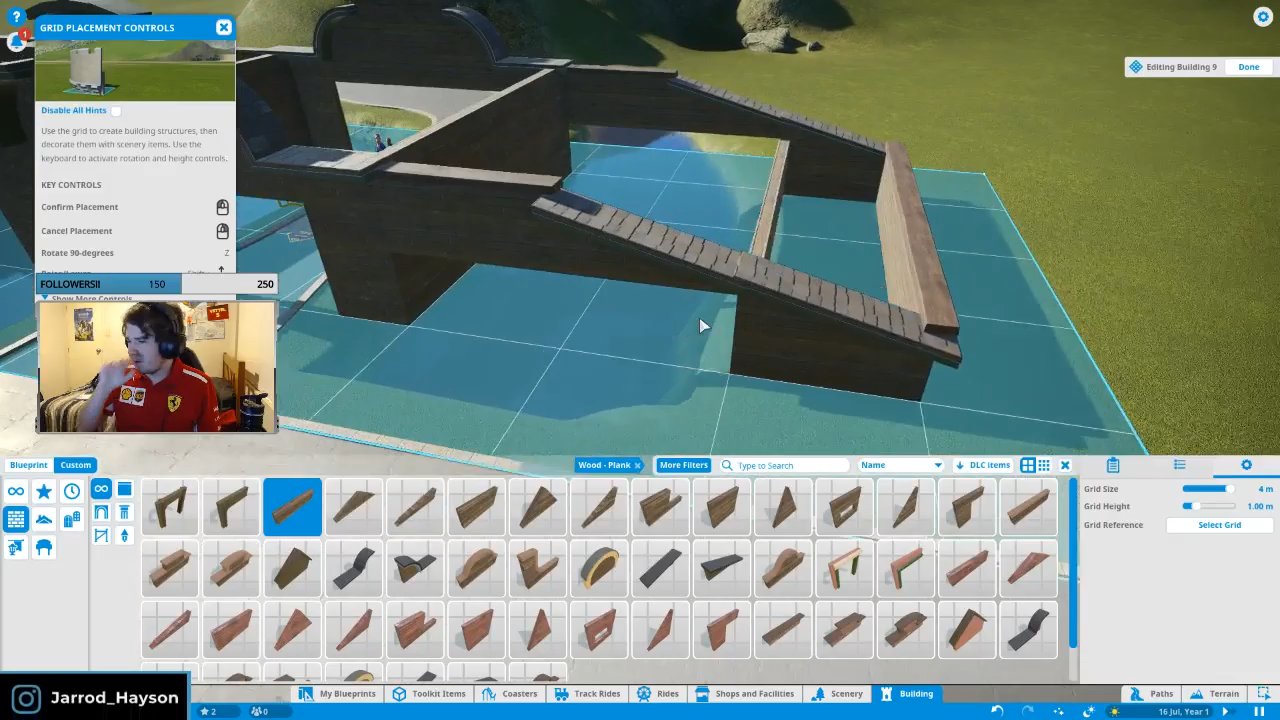 ?
1
GRID PLACEMENT CONTROLS
Editing Building 9
Done
Disable All Hints
Use the grid to create building structures, then
decorate them with scenery items. Use the
keyboard to activate rotation and height controls.
KEY CONTROLS
Confirm Placement
Cancel Placement
Rotate 90-degrees Z
FOLLOWERS!! 150 250
Show More Controls
Blueprint Custom
Wood - Plank
More Filters
Type to Search
Name
DLC items
Grid Size 4 m
Grid Height 1.00 m
Grid Reference Select Grid
Jarrod_Hayson
My Blueprints
Toolkit Items
Coasters
Track Rides
Rides
Shops and Facilities
Scenery
Building
Paths
Terrain
2
0
16 Jul, Year 1